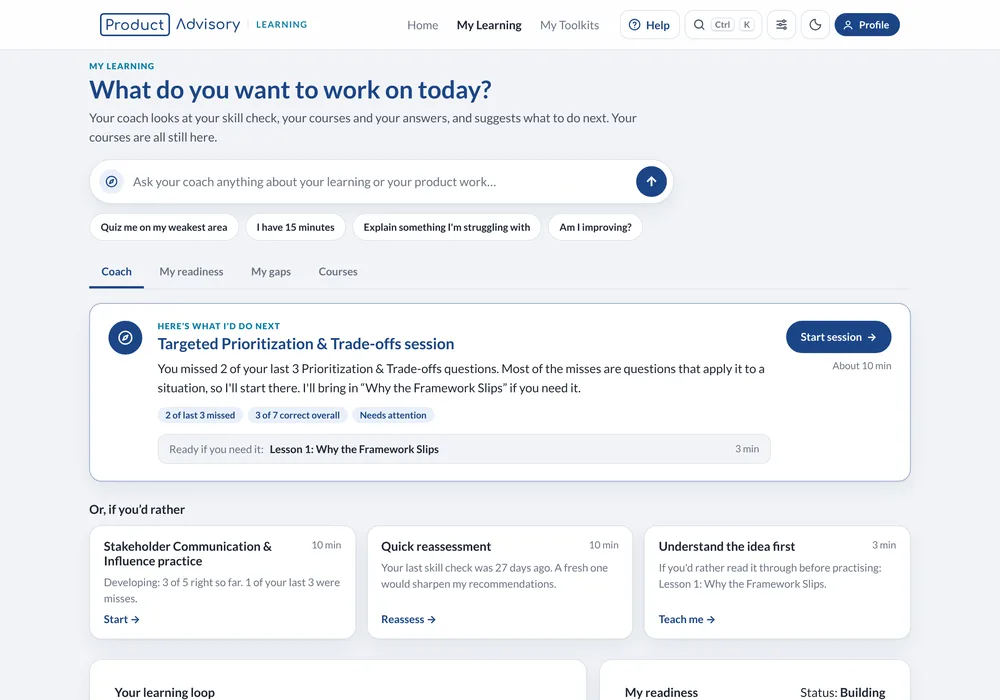 Product Advisory LEARNING
Home My Learning My Toolkits Help Ctrl K Profile
MY LEARNING
What do you want to work on today?
Your coach looks at your skill check, your courses and your answers, and suggests what to do next. Your
courses are all still here.
Ask your coach anything about your learning or your product work...
Quiz me on my weakest area I have 15 minutes Explain something I'm struggling with Am I improving?
Coach My readiness My gaps Courses
HERE'S WHAT I'D DO NEXT
Targeted Prioritization & Trade-offs session
Start session →
You missed 2 of your last 3 Prioritization & Trade-offs questions. Most of the misses are questions that apply it to a
About 10 min
situation, so I'll start there. I'll bring in “Why the Framework Slips” if you need it.
2 of last 3 missed 3 of 7 correct overall Needs attention
Ready if you need it: Lesson 1: Why the Framework Slips 3 min
Or, if you'd rather
Stakeholder Communication & 10 min
Influence practice
Developing: 3 of 5 right so far. 1 of your last 3 were
misses.
Start →
Quick reassessment 10 min
Your last skill check was 27 days ago. A fresh one
would sharpen my recommendations.
Reassess →
Understand the idea first 3 min
If you'd rather read it through before practising:
Lesson 1: Why the Framework Slips.
Teach me →
Your learning loop
My readiness Status: Building